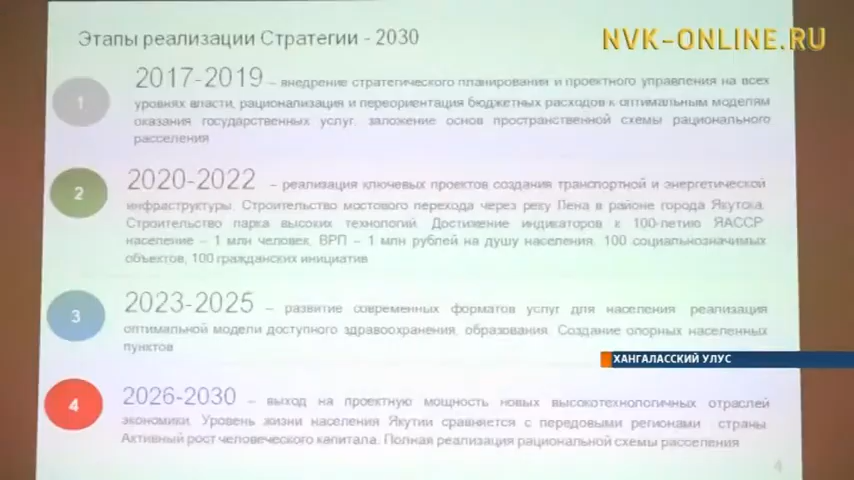 Этапы реализации Стратегии - 2030
NVK-ONLINE.RU
1
2017-2019 – внедрение стратегического планирования и проектного управления на всех
уровнях власти, рационализация и переориентация бюджетных расходов к оптимальным моделям
оказания государственных услуг, заложение основ пространственной схемы рационального
расселения
2
2020-2022 – реализация ключевых проектов создания транспортной и энергетической
инфраструктуры. Строительство мостового перехода через реку Лена в районе города Якутска.
Строительство парка высоких технологий. Достижение индикаторов к 100-летию ЯАССР:
население – 1 млн человек, ВРП – 1 млн рублей на душу населения, 100 социальнозначимых
объектов, 100 гражданских инициатив
3
2023-2025 – развитие современных форматов услуг для населения, реализация
оптимальной модели доступного здравоохранения, образования. Создание опорных населенных
пунктов
ХАНГАЛАССКИЙ УЛУС
4
2026-2030 – выход на проектную мощность новых высокотехнологичных отраслей
экономики. Уровень жизни населения Якутии сравняется с передовыми регионами страны.
Активный рост человеческого капитала. Полная реализация рациональной схемы расселения
4